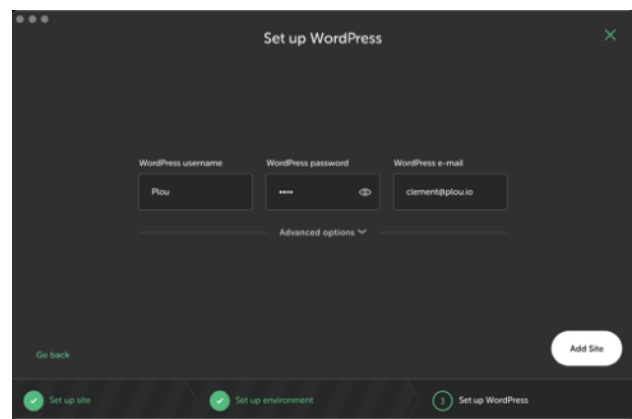 Set up WordPress
WordPress username
WordPress password
WordPress e-mail
Plou
••••
clement@plou.io
Advanced options
Go back
Add Site
Set up site
Set up environment
3 Set up WordPress